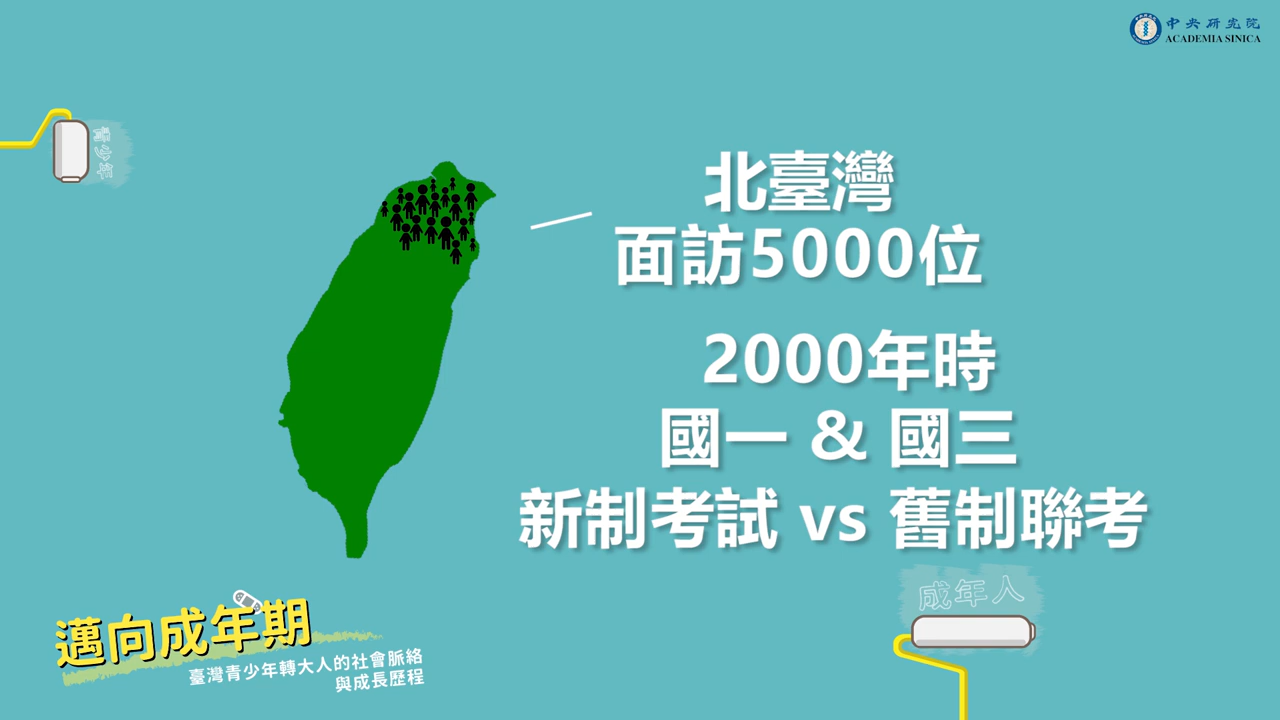 中央研究院
ACADEMIA SINICA
青少年
北臺灣
面訪5000位
2000年時
國一 & 國三
新制考試 vs 舊制聯考
成年人
邁向成年期
臺灣青少年轉大人的社會脈絡
與成長歷程